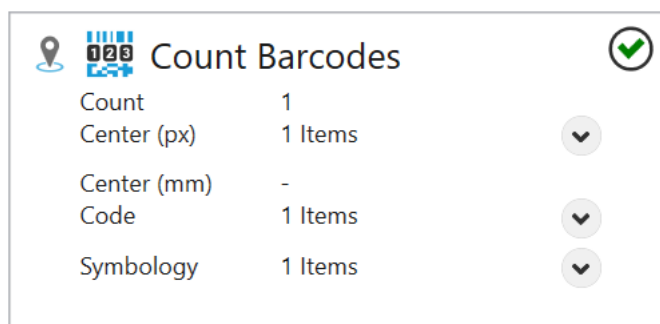 123
Count Barcodes
Count 1
Center (px) 1 Items
Center (mm) -
Code 1 Items
Symbology 1 Items